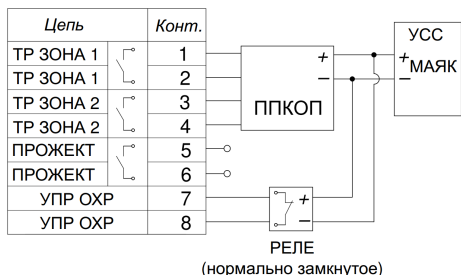 Цепь Конт.
ТР ЗОНА 1 1
ТР ЗОНА 1 2
ТР ЗОНА 2 3
ТР ЗОНА 2 4
ПРОЖЕКТ 5
ПРОЖЕКТ 6
УПР ОХР 7
УПР ОХР 8
ППКОП
+
−
УСС
+
МАЯК
−
+
−
РЕЛЕ
(нормально замкнутое)